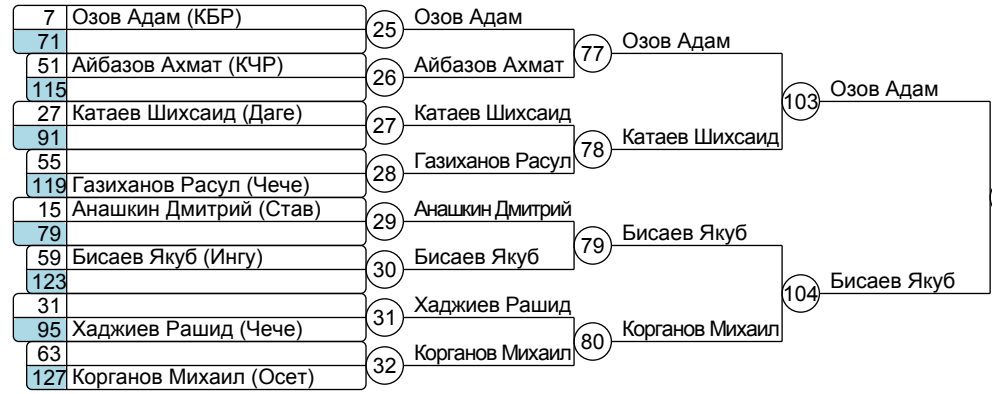 7 Озов Адам (КБР)
71
51 Айбазов Ахмат (КЧР)
115
27 Катаев Шихсаид (Даге)
91
55
119 Газиханов Расул (Чече)
15 Анашкин Дмитрий (Став)
79
59 Бисаев Якуб (Ингу)
123
31
95 Хаджиев Рашид (Чече)
63
127 Корганов Михаил (Осет)
25 Озов Адам
26 Айбазов Ахмат
27 Катаев Шихсаид
28 Газиханов Расул
29 Анашкин Дмитрий
30 Бисаев Якуб
31 Хаджиев Рашид
32 Корганов Михаил
77 Озов Адам
78 Катаев Шихсаид
79 Бисаев Якуб
80 Корганов Михаил
103 Озов Адам
104 Бисаев Якуб